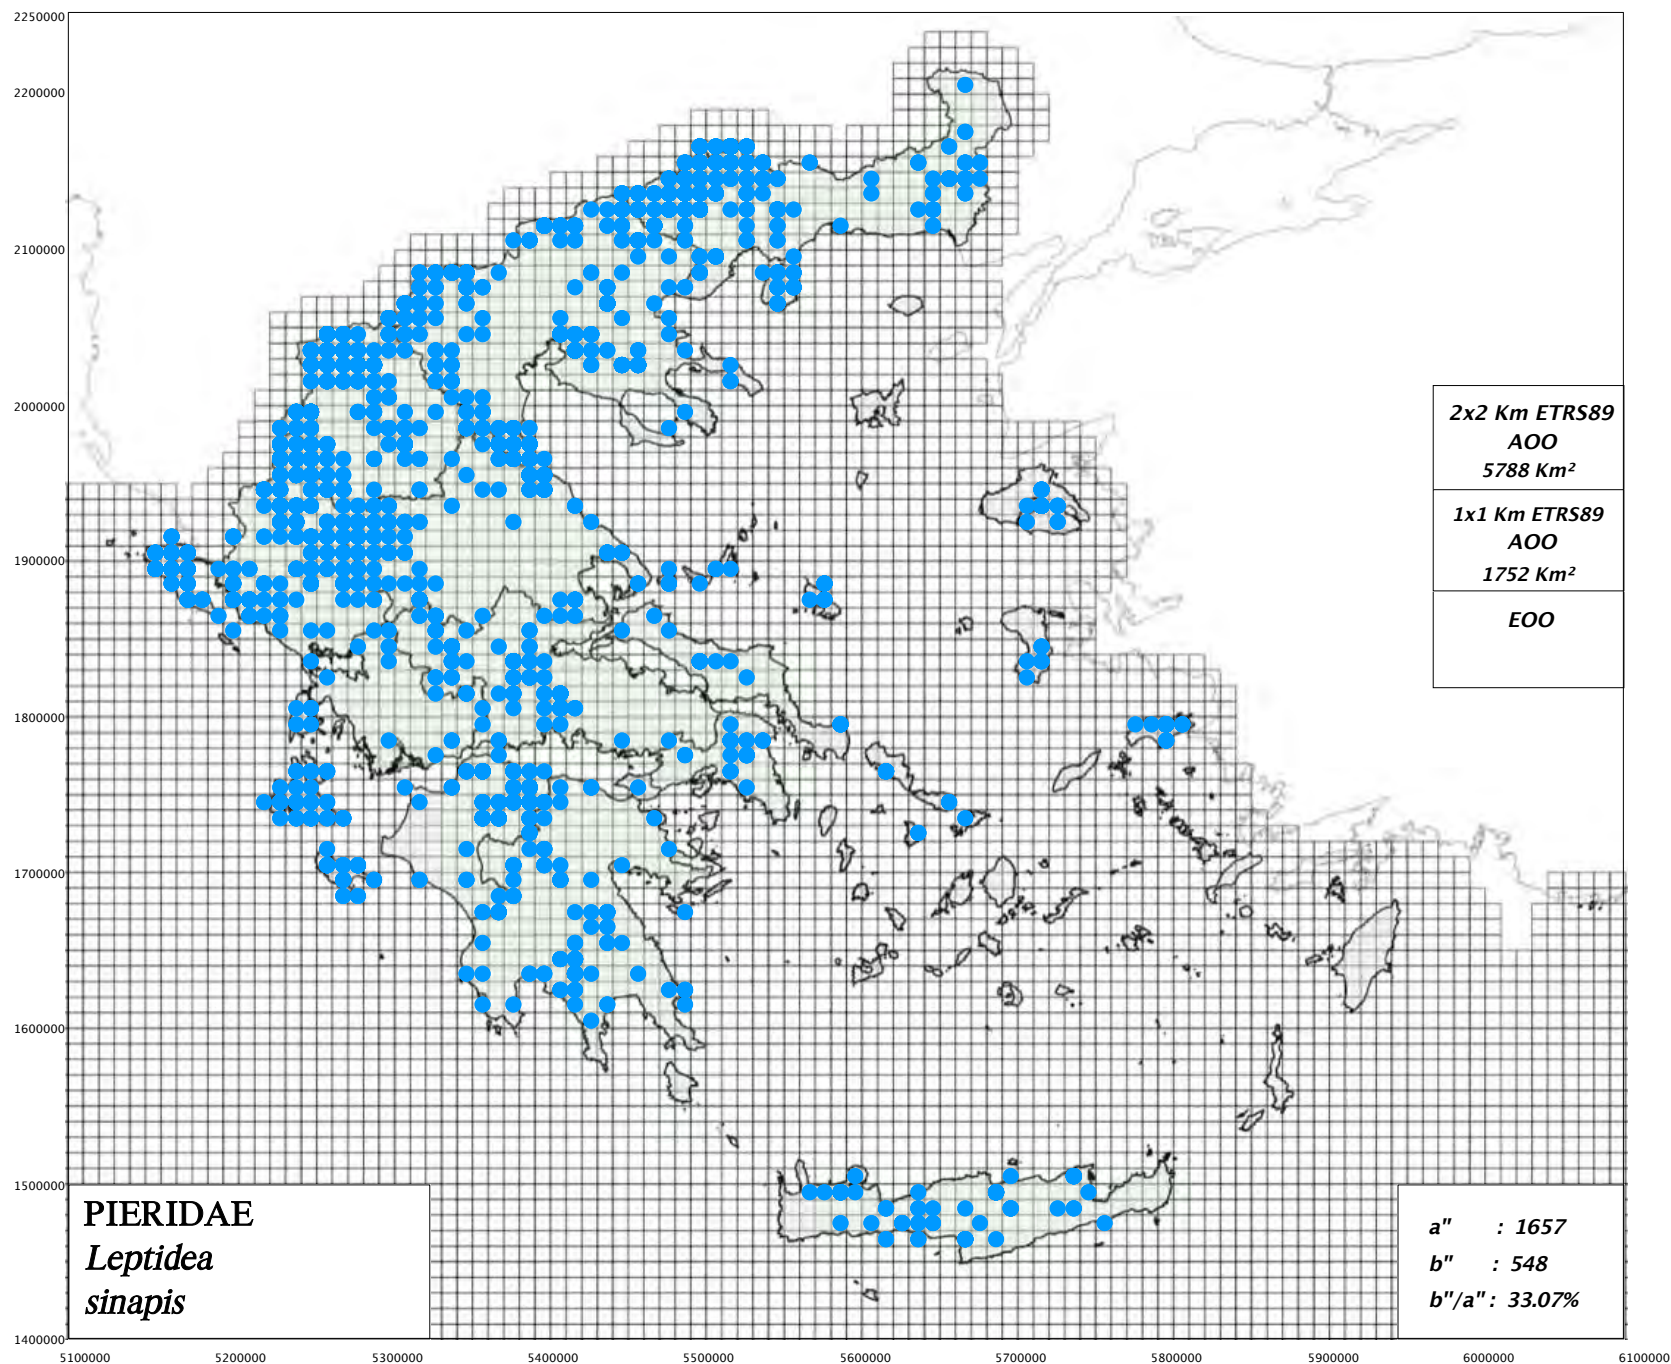 2250000
2200000
2100000
2000000
1900000
1800000
1700000
1600000
1500000
1400000
5100000 5200000 5300000 5400000 5500000 5600000 5700000 5800000 5900000 6000000 6100000
2x2 Km ETRS89
AOO
5788 Km²
1x1 Km ETRS89
AOO
1752 Km²
EOO
PIERIDAE
Leptidea
sinapis
a" : 1657
b" : 548
b"/a" : 33.07%